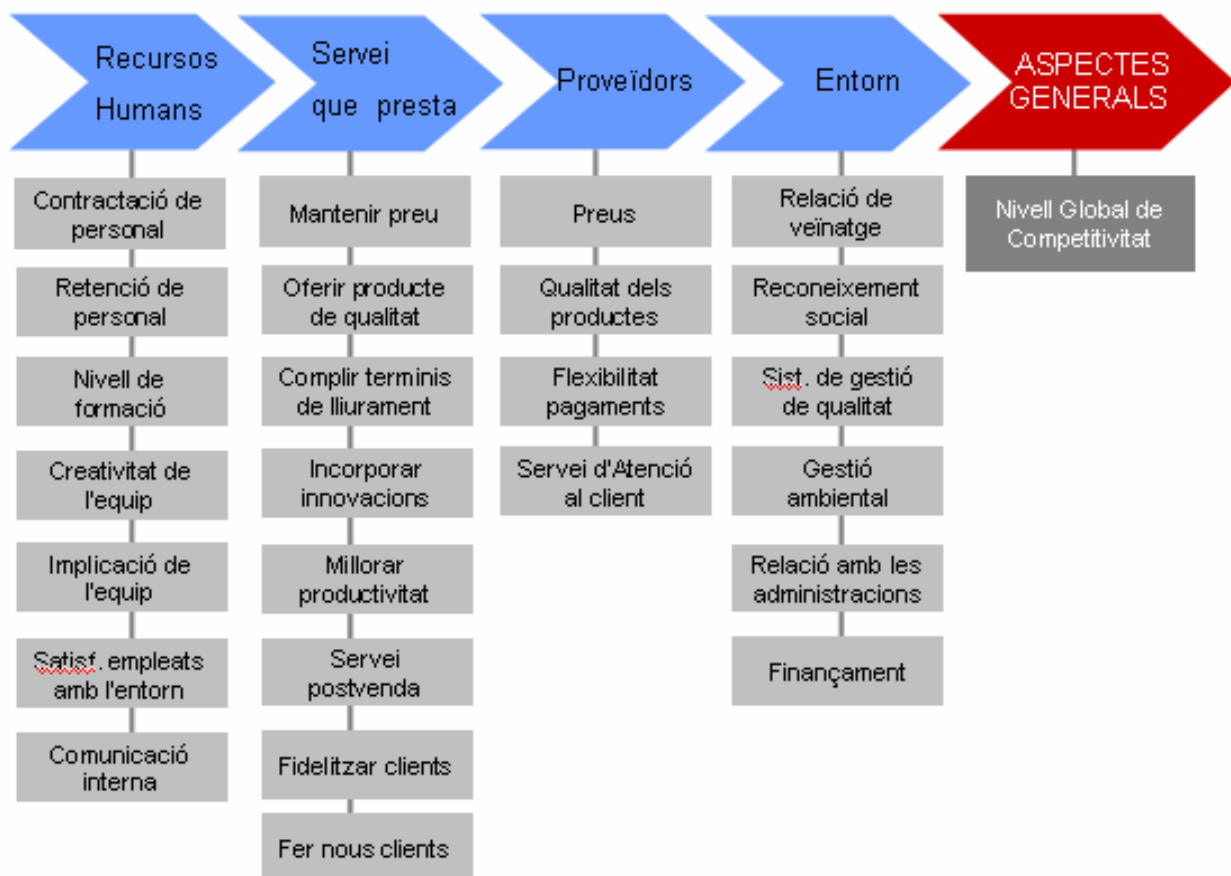 Recursos
Humans
Contractació de
personal
Retenció de
personal
Nivell de
formació
Creativitat de
l'equip
Implicació de
l'equip
Satisf. empleats
amb l'entorn
Comunicació
interna
Servei
que presta
Mantenir preu
Oferir producte
de qualitat
Complir terminis
de lliurament
Incorporar
innovacions
Millorar
productivitat
Servei
postvenda
Fidelitzar clients
Fer nous clients
Proveïdors
Preus
Qualitat dels
productes
Flexibilitat
pagaments
Servei d'Atenció
al client
Entorn
Relació de
veïnatge
Reconeixement
social
Sist. de gestió
de qualitat
Gestió
ambiental
Relació amb les
administracions
Finançament
ASPECTES
GENERALS
Nivell Global de
Competitivitat